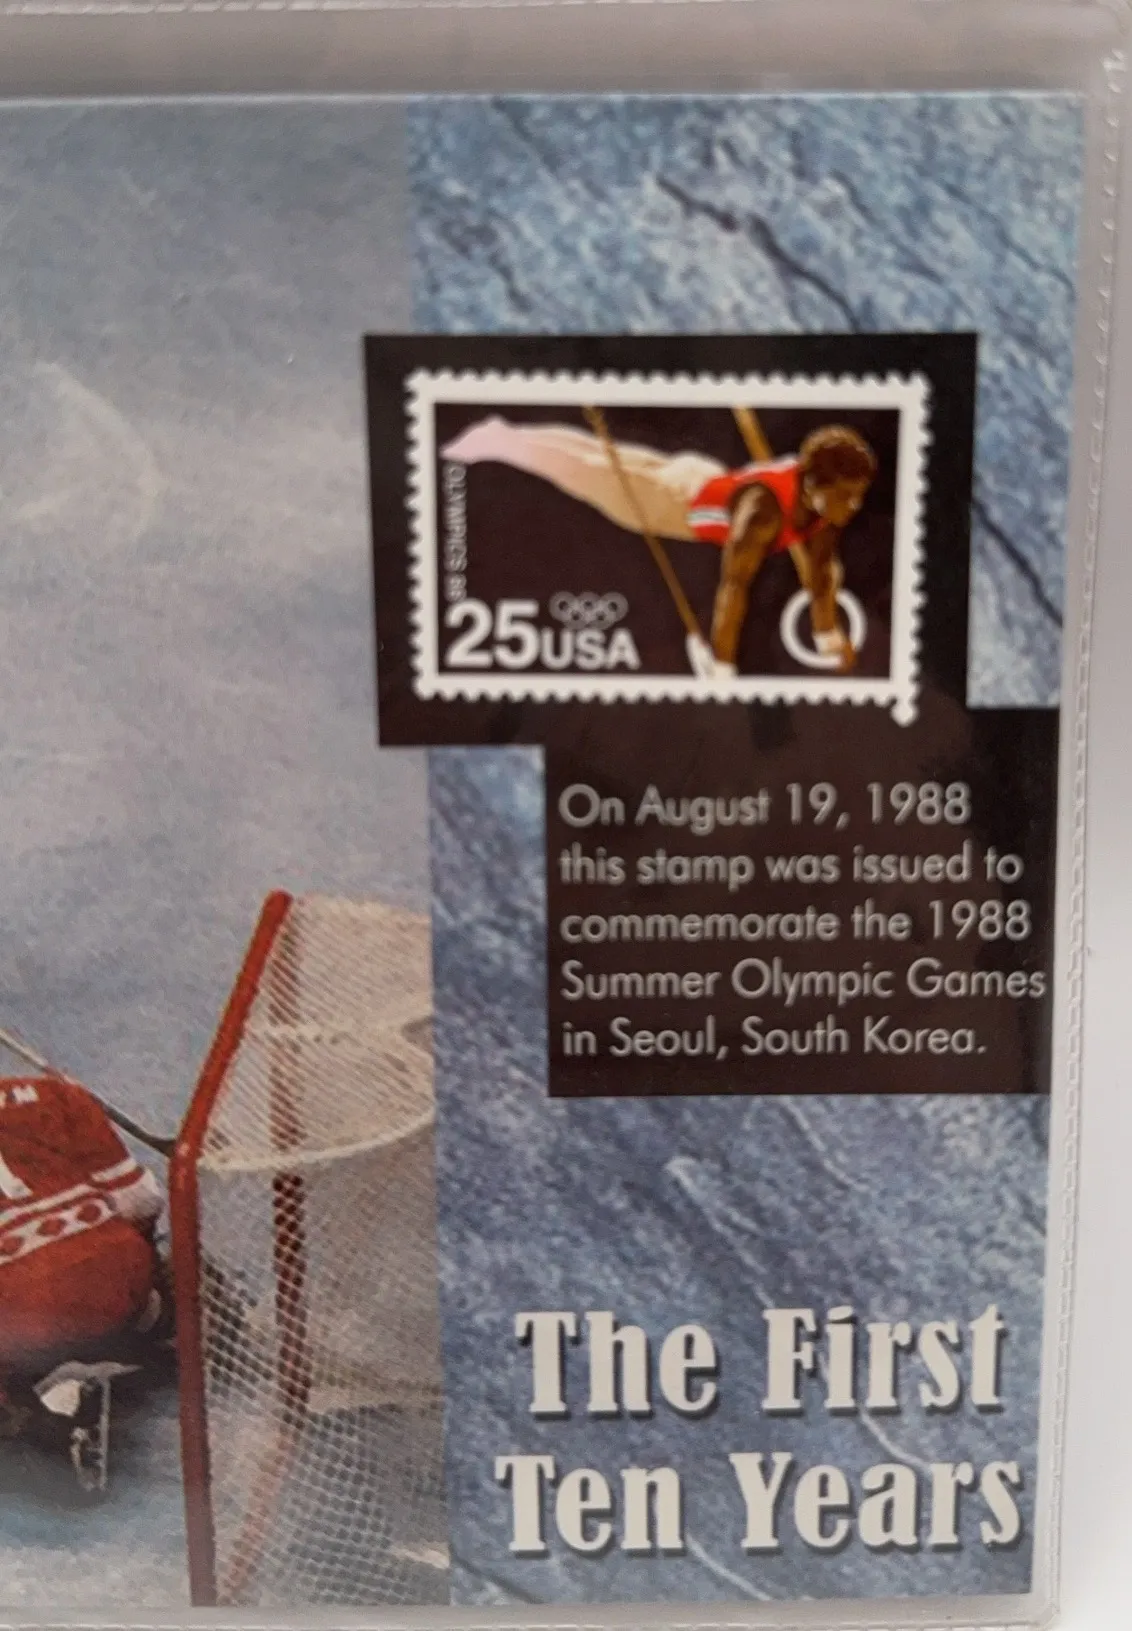 OLYMPICS 88
25USA
On August 19, 1988
this stamp was issued to
commemorate the 1988
Summer Olympic Games
in Seoul, South Korea.
The First
Ten Years